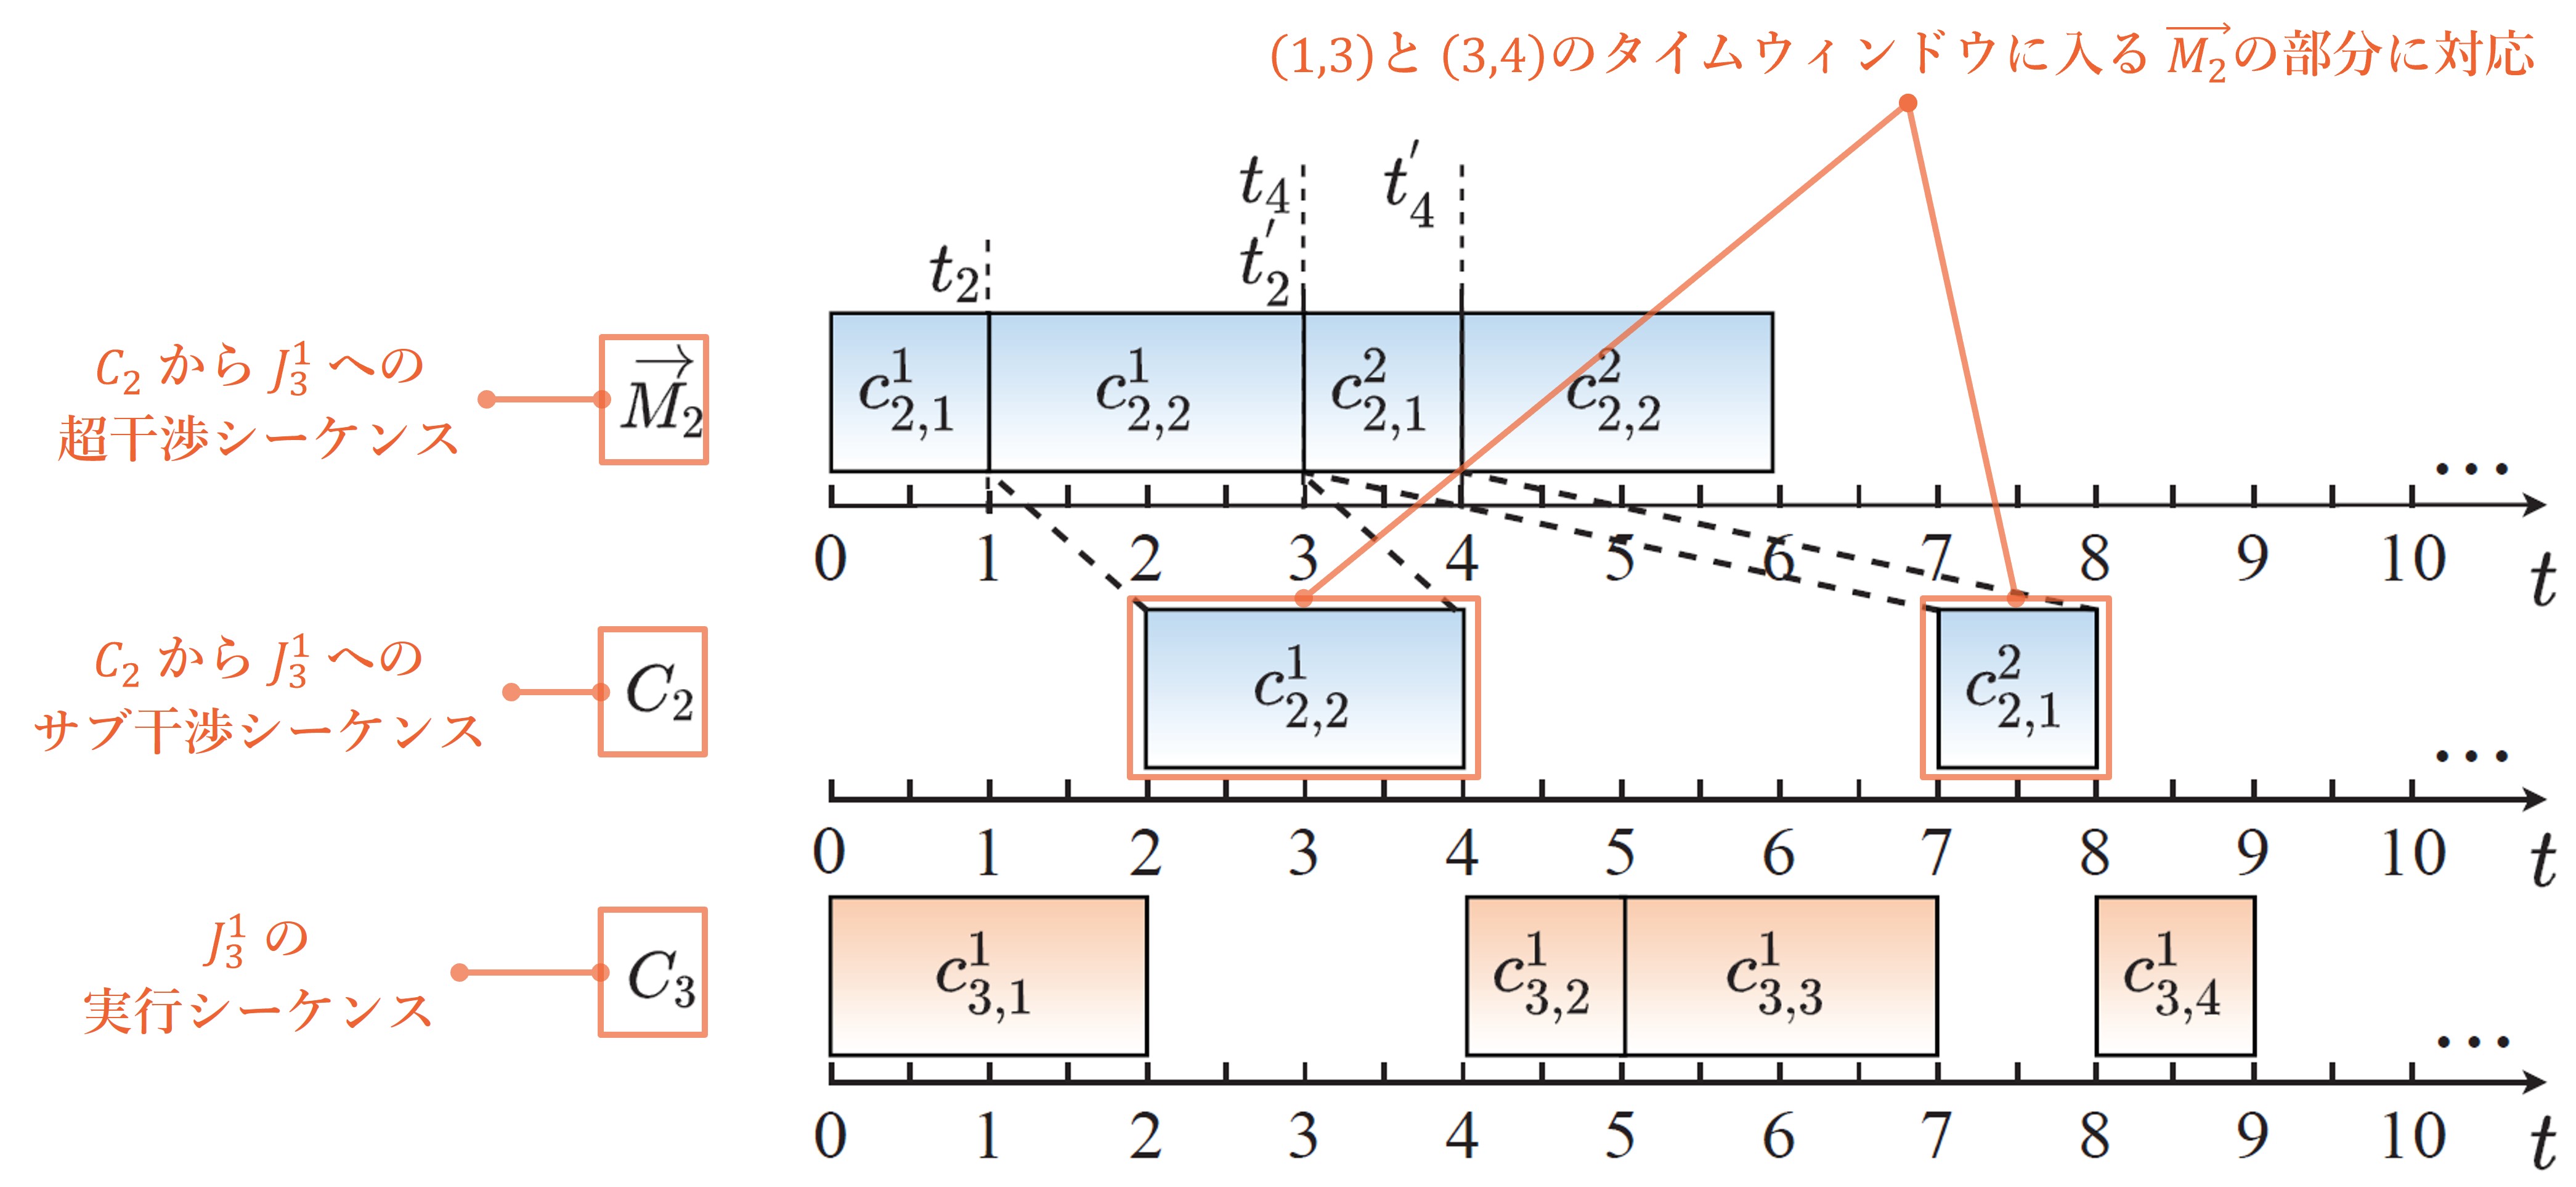 (1,3)と (3,4)のタイムウィンドウに入る $\overrightarrow{M_2}$の部分に対応
$t_4$ $t_4'$
$t_2$ $t_2'$
$C_2$ から $J_3^1$ への
超干渉シーケンス
$\overrightarrow{M_2}$
$c_{2,1}^1$ $c_{2,2}^1$ $c_{2,1}^2$ $c_{2,2}^2$
...
0 1 2 3 4 5 6 7 8 9 10 $t$
$C_2$ から $J_3^1$ への
サブ干渉シーケンス
$C_2$
$c_{2,2}^1$ $c_{2,1}^2$
...
0 1 2 3 4 5 6 7 8 9 10 $t$
$J_3^1$ の
実行シーケンス
$C_3$
$c_{3,1}^1$ $c_{3,2}^1$ $c_{3,3}^1$ $c_{3,4}^1$
...
0 1 2 3 4 5 6 7 8 9 10 $t$